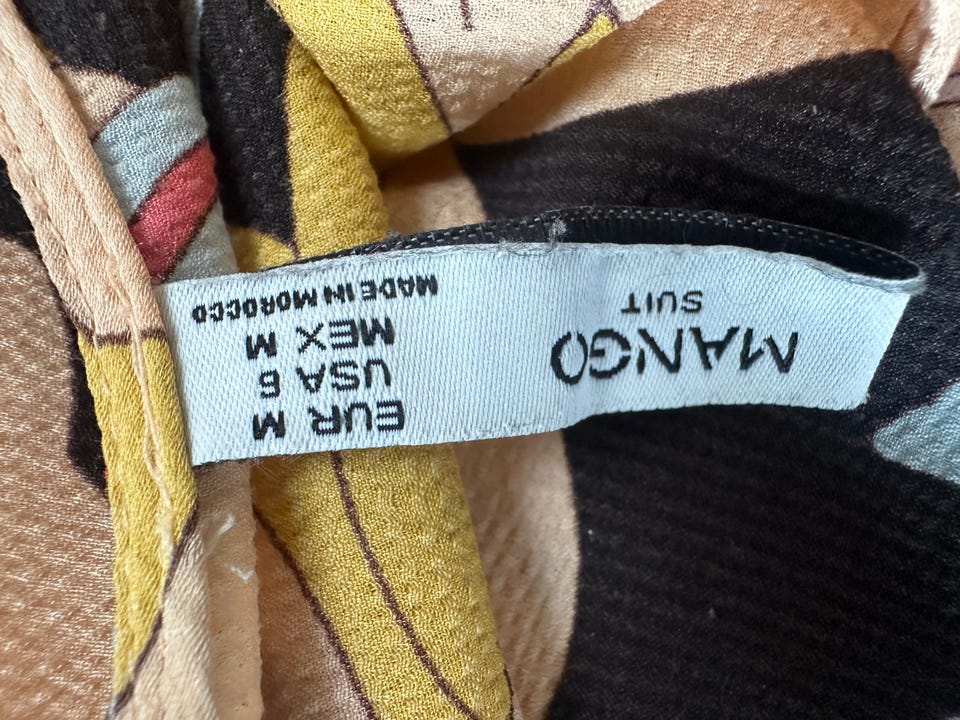 MANGO
SUIT
EUR M
USA 6
MEX M
MADE IN MOROCCO